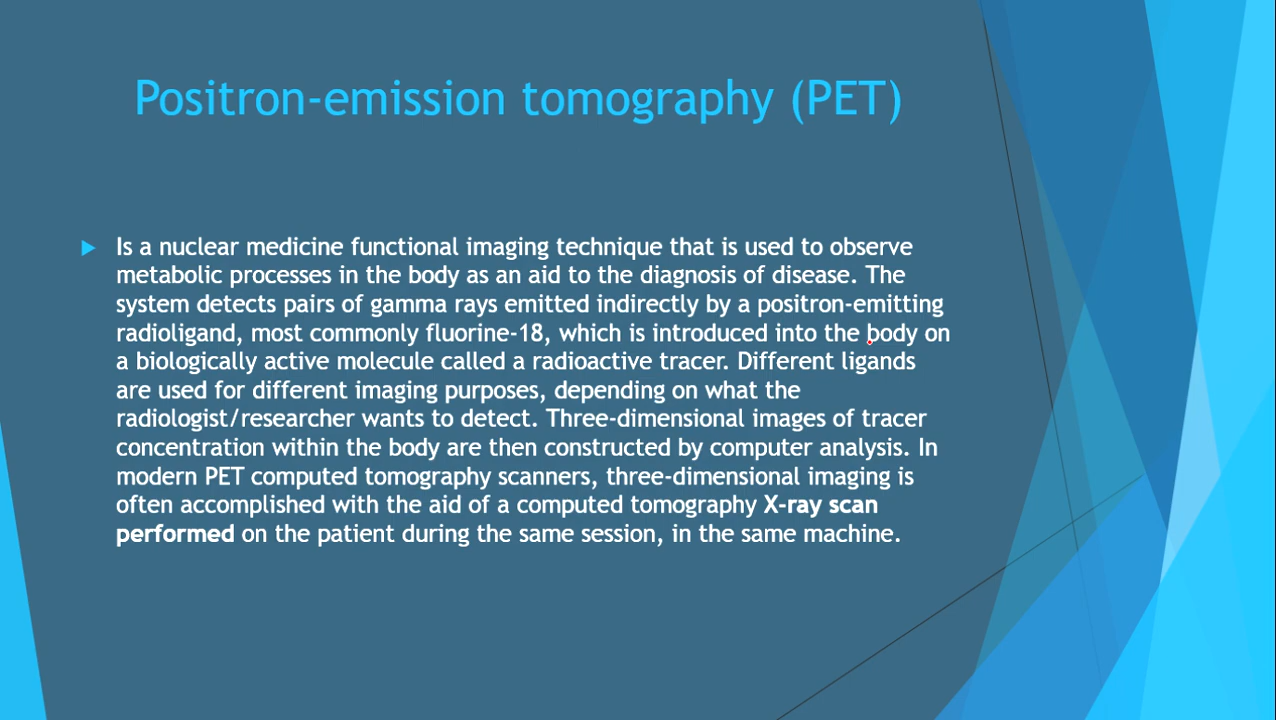 Positron-emission tomography (PET)
Is a nuclear medicine functional imaging technique that is used to observe
metabolic processes in the body as an aid to the diagnosis of disease. The
system detects pairs of gamma rays emitted indirectly by a positron-emitting
radioligand, most commonly fluorine-18, which is introduced into the body on
a biologically active molecule called a radioactive tracer. Different ligands
are used for different imaging purposes, depending on what the
radiologist/researcher wants to detect. Three-dimensional images of tracer
concentration within the body are then constructed by computer analysis. In
modern PET computed tomography scanners, three-dimensional imaging is
often accomplished with the aid of a computed tomography X-ray scan
performed on the patient during the same session, in the same machine.